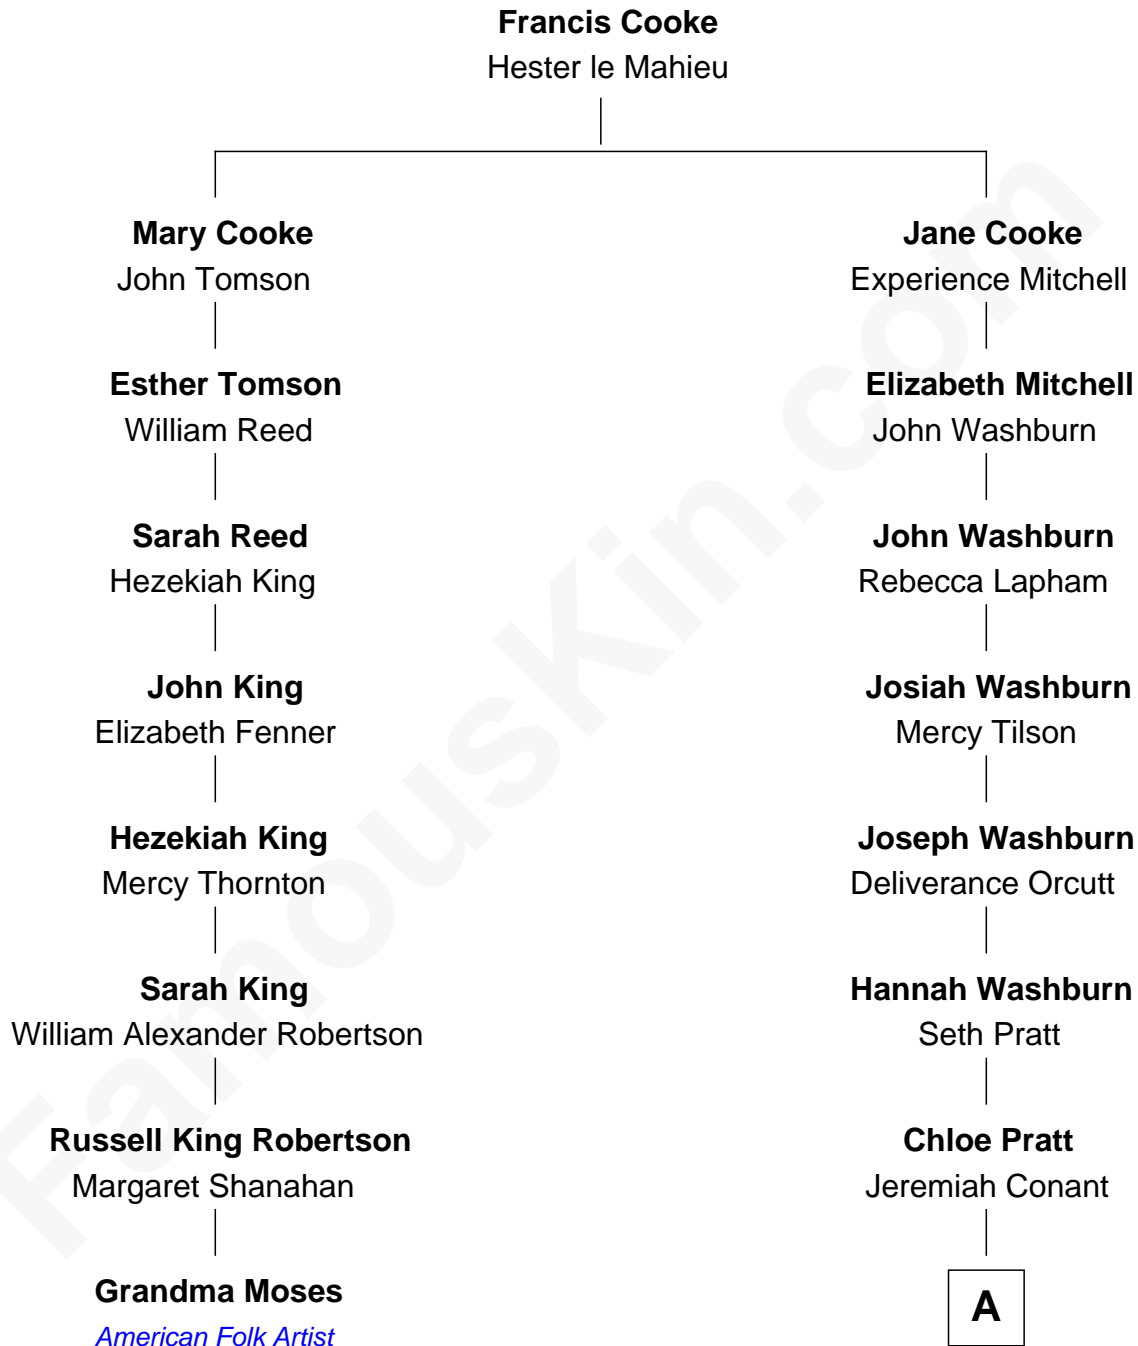 Francis Cooke
Hester le Mahieu
Mary Cooke
John Tomson
Esther Tomson
William Reed
Sarah Reed
Hezekiah King
John King
Elizabeth Fenner
Hezekiah King
Mercy Thornton
Sarah King
William Alexander Robertson
Russell King Robertson
Margaret Shanahan
Grandma Moses
American Folk Artist
Jane Cooke
Experience Mitchell
Elizabeth Mitchell
John Washburn
John Washburn
Rebecca Lapham
Josiah Washburn
Mercy Tilson
Joseph Washburn
Deliverance Orcutt
Hannah Washburn
Seth Pratt
Chloe Pratt
Jeremiah Conant
A
FamousKin.com